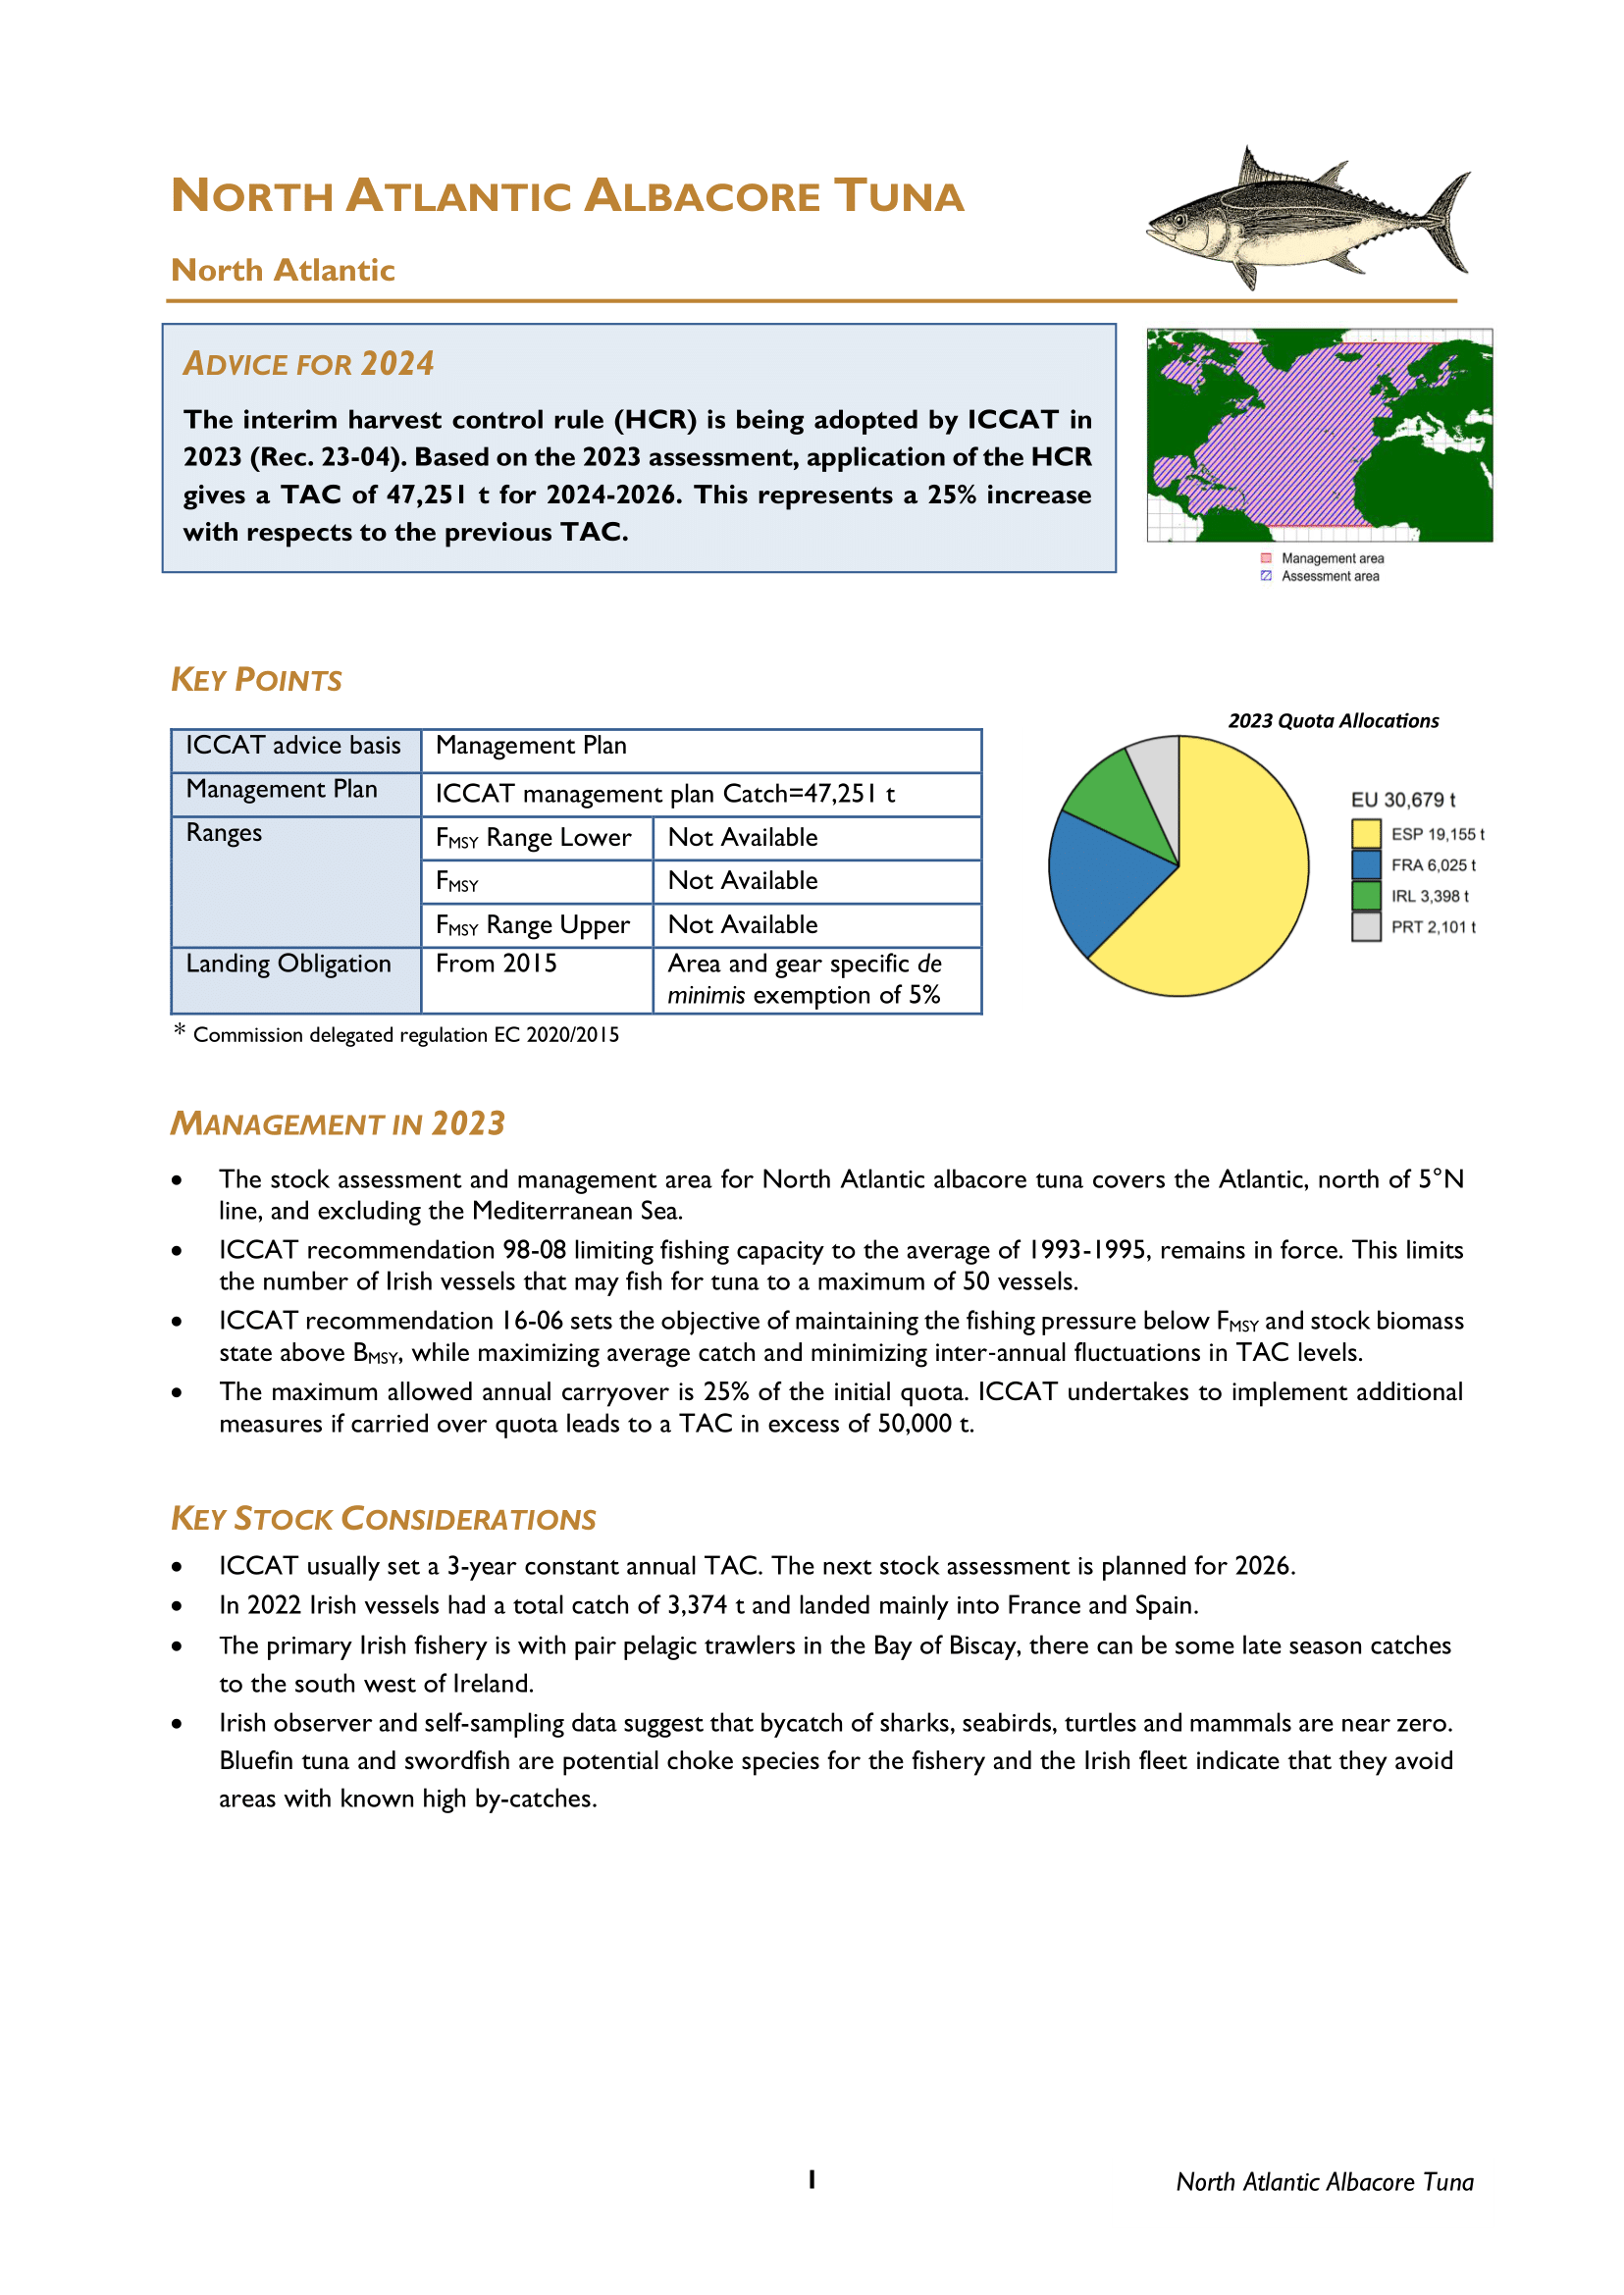 NORTH ATLANTIC ALBACORE TUNA
North Atlantic
ADVICE FOR 2024
The interim harvest control rule (HCR) is being adopted by ICCAT in
2023 (Rec. 23-04). Based on the 2023 assessment, application of the HCR
gives a TAC of 47,251 t for 2024-2026. This represents a 25% increase
with respects to the previous TAC.
Management area
Assessment area
KEY POINTS
ICCAT advice basis Management Plan
Management Plan ICCAT management plan Catch=47,251 t
Ranges FMSY Range Lower Not Available
FMSY Not Available
FMSY Range Upper Not Available
Landing Obligation From 2015 Area and gear specific de
minimis exemption of 5%
* Commission delegated regulation EC 2020/2015
2023 Quota Allocations
EU 30,679 t
ESP 19,155 t
FRA 6,025 t
IRL 3,398 t
PRT 2,101 t
MANAGEMENT IN 2023
• The stock assessment and management area for North Atlantic albacore tuna covers the Atlantic, north of 5°N
line, and excluding the Mediterranean Sea.
• ICCAT recommendation 98-08 limiting fishing capacity to the average of 1993-1995, remains in force. This limits
the number of Irish vessels that may fish for tuna to a maximum of 50 vessels.
• ICCAT recommendation 16-06 sets the objective of maintaining the fishing pressure below FMSY and stock biomass
state above BMSY, while maximizing average catch and minimizing inter-annual fluctuations in TAC levels.
• The maximum allowed annual carryover is 25% of the initial quota. ICCAT undertakes to implement additional
measures if carried over quota leads to a TAC in excess of 50,000 t.
KEY STOCK CONSIDERATIONS
• ICCAT usually set a 3-year constant annual TAC. The next stock assessment is planned for 2026.
• In 2022 Irish vessels had a total catch of 3,374 t and landed mainly into France and Spain.
• The primary Irish fishery is with pair pelagic trawlers in the Bay of Biscay, there can be some late season catches
to the south west of Ireland.
• Irish observer and self-sampling data suggest that bycatch of sharks, seabirds, turtles and mammals are near zero.
Bluefin tuna and swordfish are potential choke species for the fishery and the Irish fleet indicate that they avoid
areas with known high by-catches.
1
North Atlantic Albacore Tuna